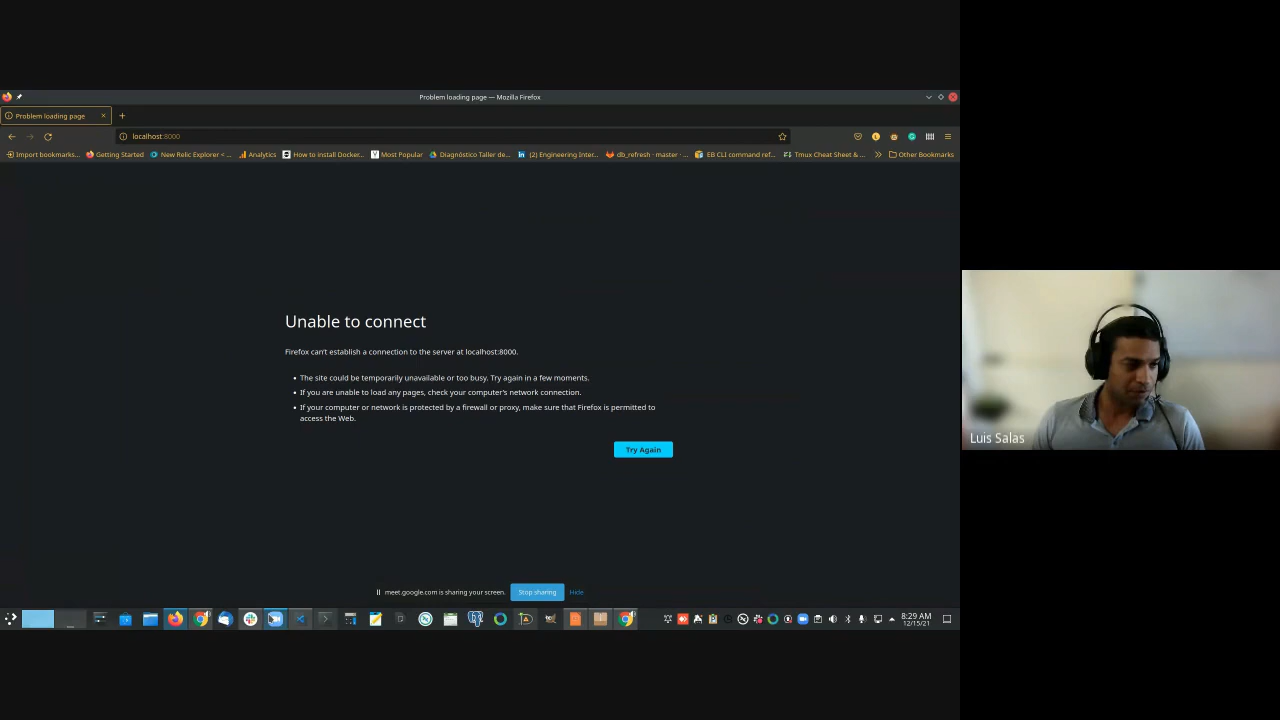 Problem loading page — Mozilla Firefox
Problem loading page
localhost:8000
Import bookmarks... Getting Started New Relic Explorer < ... Analytics How to install Docker... Most Popular Diagnóstico Taller de... (2) Engineering Inter... db_refresh · master · ... EB CLI command ref... Tmux Cheat Sheet & ... Other Bookmarks
Unable to connect
Firefox can't establish a connection to the server at localhost:8000.
• The site could be temporarily unavailable or too busy. Try again in a few moments.
• If you are unable to load any pages, check your computer's network connection.
• If your computer or network is protected by a firewall or proxy, make sure that Firefox is permitted to
access the Web.
Try Again
Luis Salas
meet.google.com is sharing your screen. Stop sharing Hide
8:29 AM
12/15/21